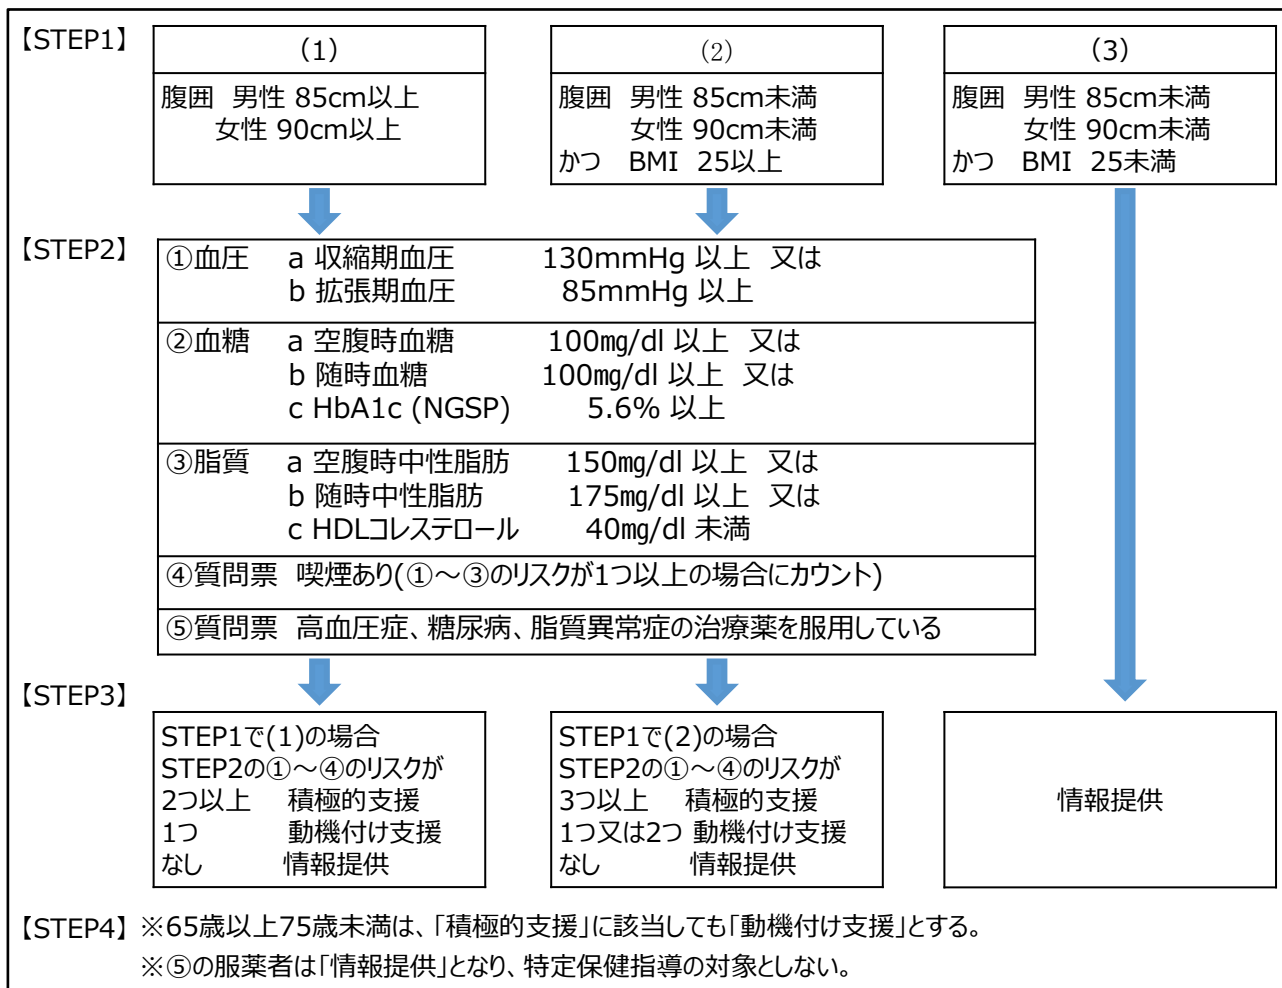 【STEP1】
(1)
腹囲 男性 85cm以上
女性 90cm以上
(2)
腹囲 男性 85cm未満
女性 90cm未満
かつ BMI 25以上
(3)
腹囲 男性 85cm未満
女性 90cm未満
かつ BMI 25未満
【STEP2】
①血圧 a 収縮期血圧 130mmHg 以上 又は
b 拡張期血圧 85mmHg 以上
②血糖 a 空腹時血糖 100㎎/dl 以上 又は
b 随時血糖 100㎎/dl 以上 又は
c HbA1c (NGSP) 5.6% 以上
③脂質 a 空腹時中性脂肪 150㎎/dl 以上 又は
b 随時中性脂肪 175㎎/dl 以上 又は
c HDLコレステロール 40㎎/dl 未満
④質問票 喫煙あり(①～③のリスクが1つ以上の場合にカウント)
⑤質問票 高血圧症、糖尿病、脂質異常症の治療薬を服用している
【STEP3】
STEP1で(1)の場合
STEP2の①～④のリスクが
2つ以上 積極的支援
1つ 動機付け支援
なし 情報提供
STEP1で(2)の場合
STEP2の①～④のリスクが
3つ以上 積極的支援
1つ又は2つ 動機付け支援
なし 情報提供
情報提供
【STEP4】※65歳以上75歳未満は、「積極的支援」に該当しても「動機付け支援」とする。
※⑤の服薬者は「情報提供」となり、特定保健指導の対象としない。